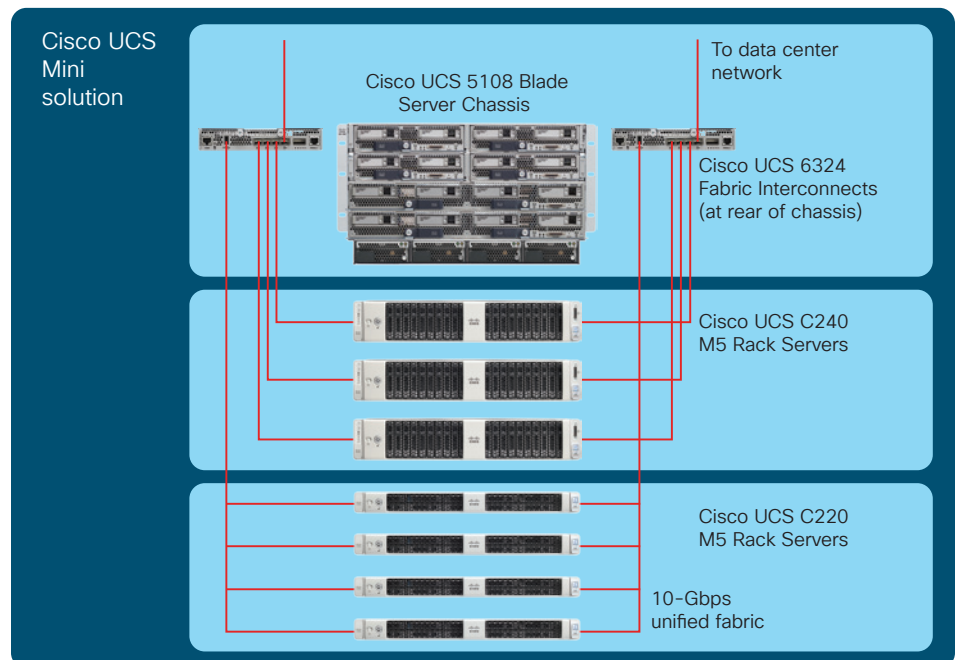 Cisco UCS
Mini
solution
Cisco UCS 5108 Blade
Server Chassis
To data center
network
Cisco UCS 6324
Fabric Interconnects
(at rear of chassis)
Cisco UCS C240
M5 Rack Servers
Cisco UCS C220
M5 Rack Servers
10-Gbps
unified fabric